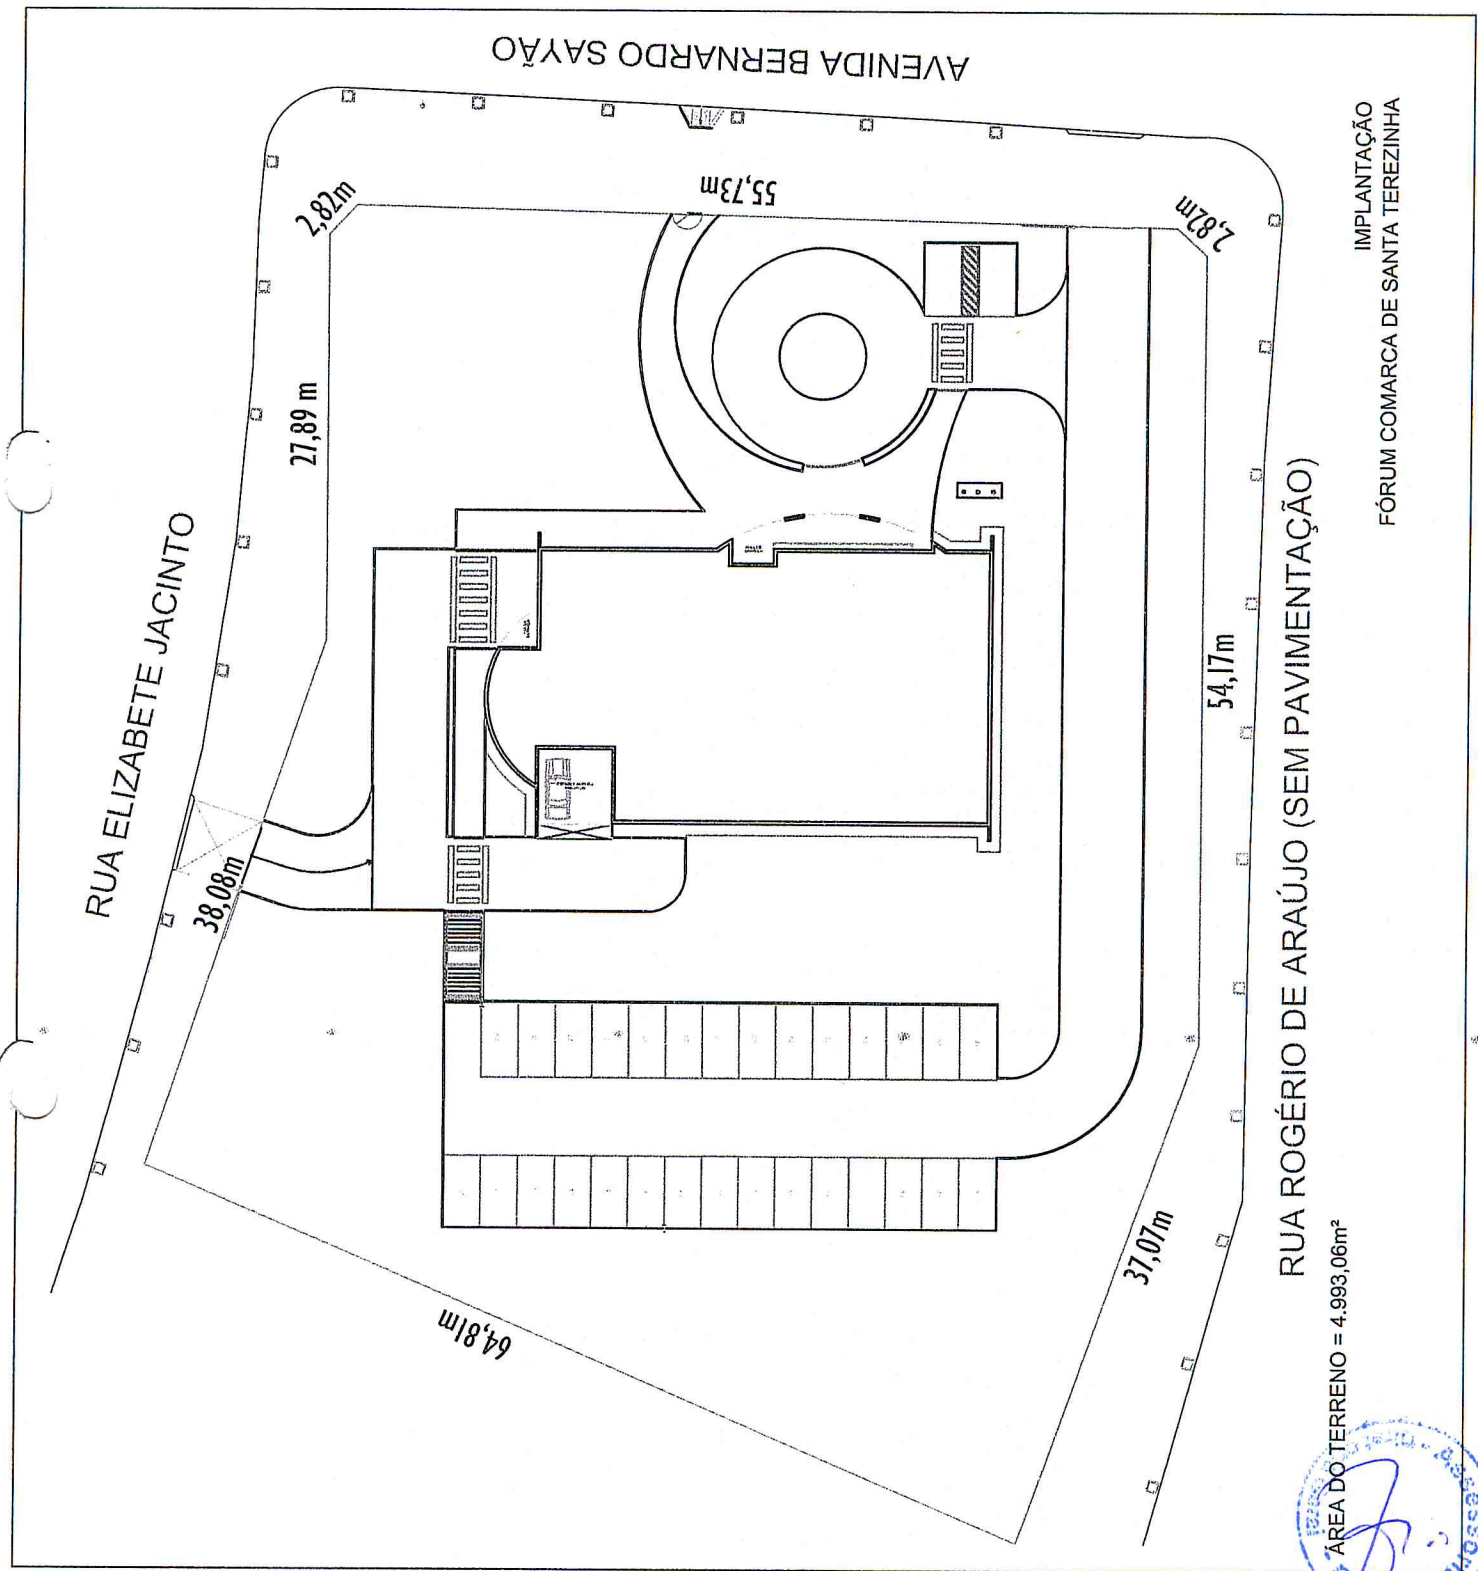 AVENIDA BERNARDO SAYÃO
RUA ELIZABETE JACINTO
2,82m
55,73m
2,82m
27,89 m
38,08m
54,17m
37,07m
64,81m
RUA ROGÉRIO DE ARAÚJO (SEM PAVIMENTAÇÃO)
ÁREA DO TERRENO = 4.993,06m²
IMPLANTAÇÃO
FÓRUM COMARCA DE SANTA TEREZINHA